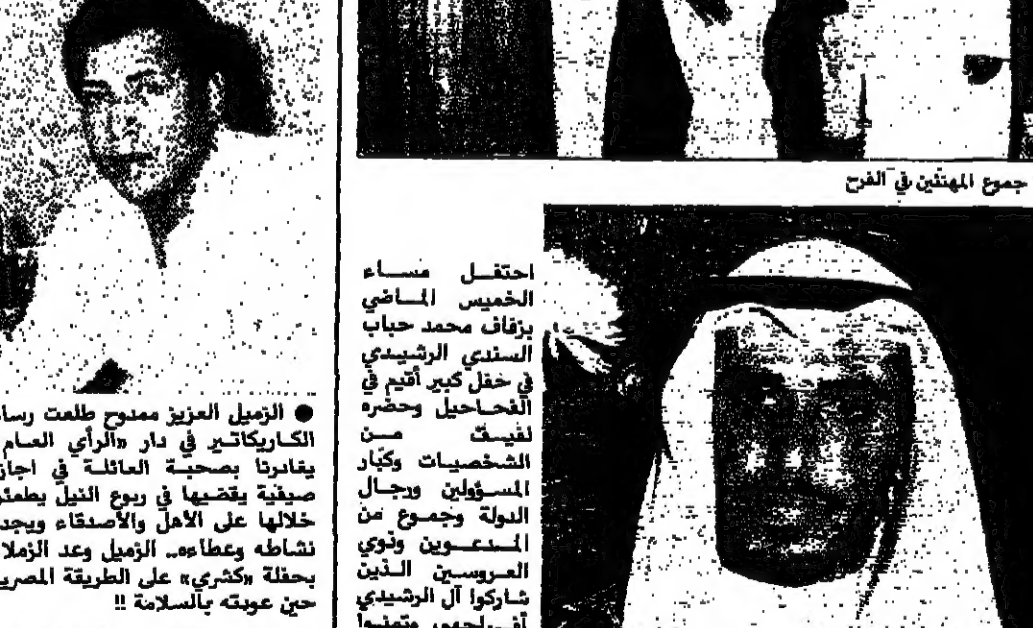 جموع المهنئين في الفرح
احتفل مساء
الخميس الماضي
بزفاف محمد حباب
السندي الرشيدي
في حفل كبير أقيم في
الفحاحيل وحضره
لفيف من
الشخصيات وكبار
المسؤولين ورجال
الدولة وجموع من
المدعوين وذوي
العروسين الذين
شاركوا آل الرشيدي
أفراحهم وتمنوا
● الزميل العزيز ممدوح طلعت رسا
الكاريكاتير في دار «الرأي العام
يغادرنا بصحبة العائلة في اجاز
صيفية يقضيها في ربوع النيل يطمئن
خلالها على الأهل والأصدقاء ويجد
نشاطه وعطاءه.. الزميل وعد الزملا
بحفلة «كشري» على الطريقة المصري
حين عودته بالسلامة !!